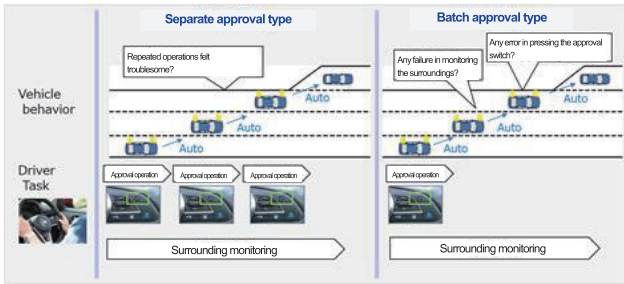 Separate approval type
Batch approval type
Repeated operations felt
troublesome?
Any failure in monitoring
the surroundings?
Any error in pressing the approval
switch?
Vehicle
behavior
Auto
Auto
Auto
Auto
Auto
Auto
Driver
Task
Approval operation
Approval operation
Approval operation
Approval operation
Surrounding monitoring
Surrounding monitoring